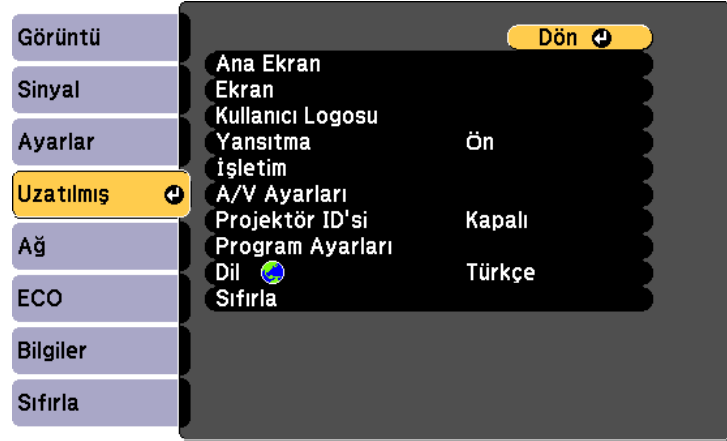 Görüntü
Sinyal
Ayarlar
Uzatılmış
Ağ
ECO
Bilgiler
Sıfırla
Dön
Ana Ekran
Ekran
Kullanıcı Logosu
Yansıtma Ön
İşletim
A/V Ayarları
Projektör ID'si Kapalı
Program Ayarları
Dil Türkçe
Sıfırla